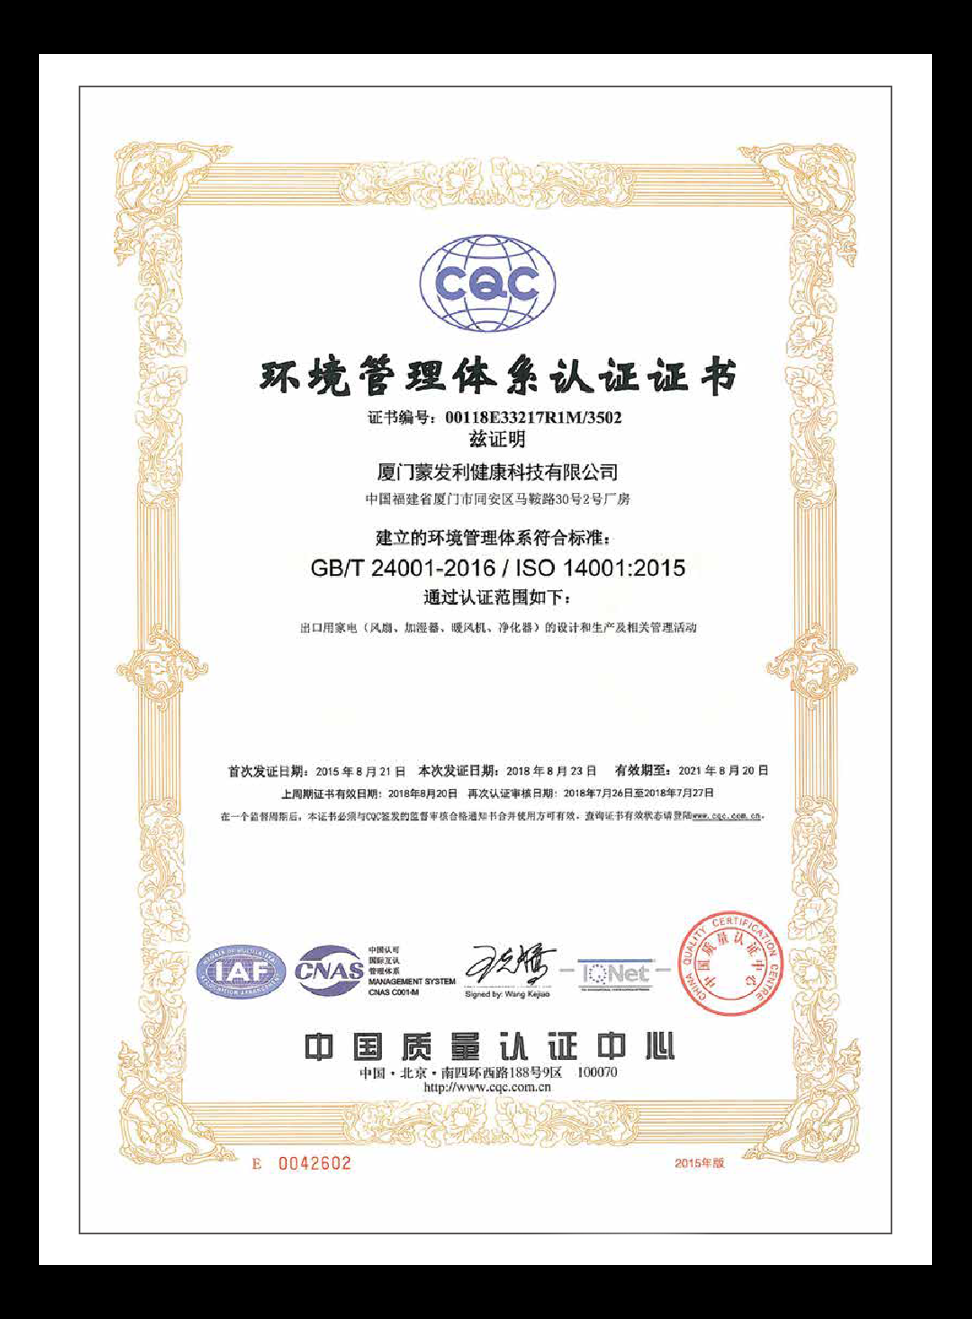 CQC
环境管理体系认证证书
证书编号：00118E33217R1M/3502
兹证明
厦门蒙发利健康科技有限公司
中国福建省厦门市同安区马鞍路30号2号厂房
建立的环境管理体系符合标准：
GB/T 24001-2016 / ISO 14001:2015
通过认证范围如下：
出口用家电（风扇、加湿器、暖风机、净化器）的设计和生产及相关管理活动
首次发证日期：2015 年 8 月 21 日 本次发证日期：2018 年 8 月 23 日 有效期至：2021 年 8 月 20 日
上周期证书有效日期：2018年8月20日 再次认证审核日期：2018年7月26日至2018年7月27日
在一个监督周期后，本证书必须与CQC签发的监督审核合格通知书合并使用方可有效，查询证书有效状态请登陆www.cqc.com.cn。
IAF
CNAS
中国认可
国际互认
管理体系
MANAGEMENT SYSTEM
CNAS C001-M
Signed by: Wang Kejiao
IQNet
CHINA QUALITY CERTIFICATION CENTRE
中国质量认证中心
中国质量认证中心
中国·北京·南四环西路188号9区 100070
http://www.cqc.com.cn
E 0042602
2015年版